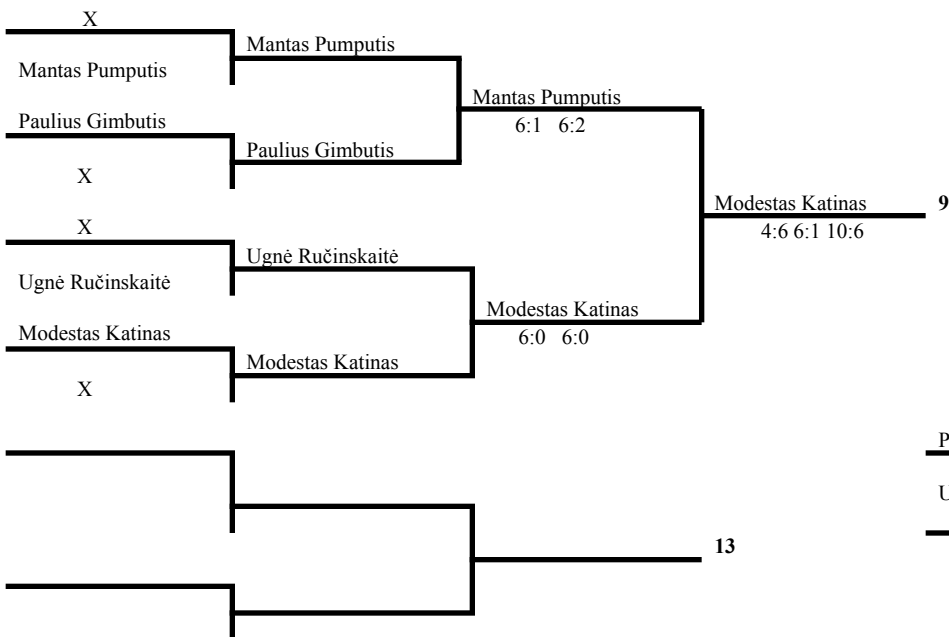 X
Mantas Pumputis
Mantas Pumputis
Mantas Pumputis
6:1 6:2
Paulius Gimbutis
Paulius Gimbutis
X
Modestas Katinas 9
4:6 6:1 10:6
X
Ugnė Ručinskaitė
Ugnė Ručinskaitė
Modestas Katinas
6:0 6:0
Modestas Katinas
Modestas Katinas
X
P
U
13